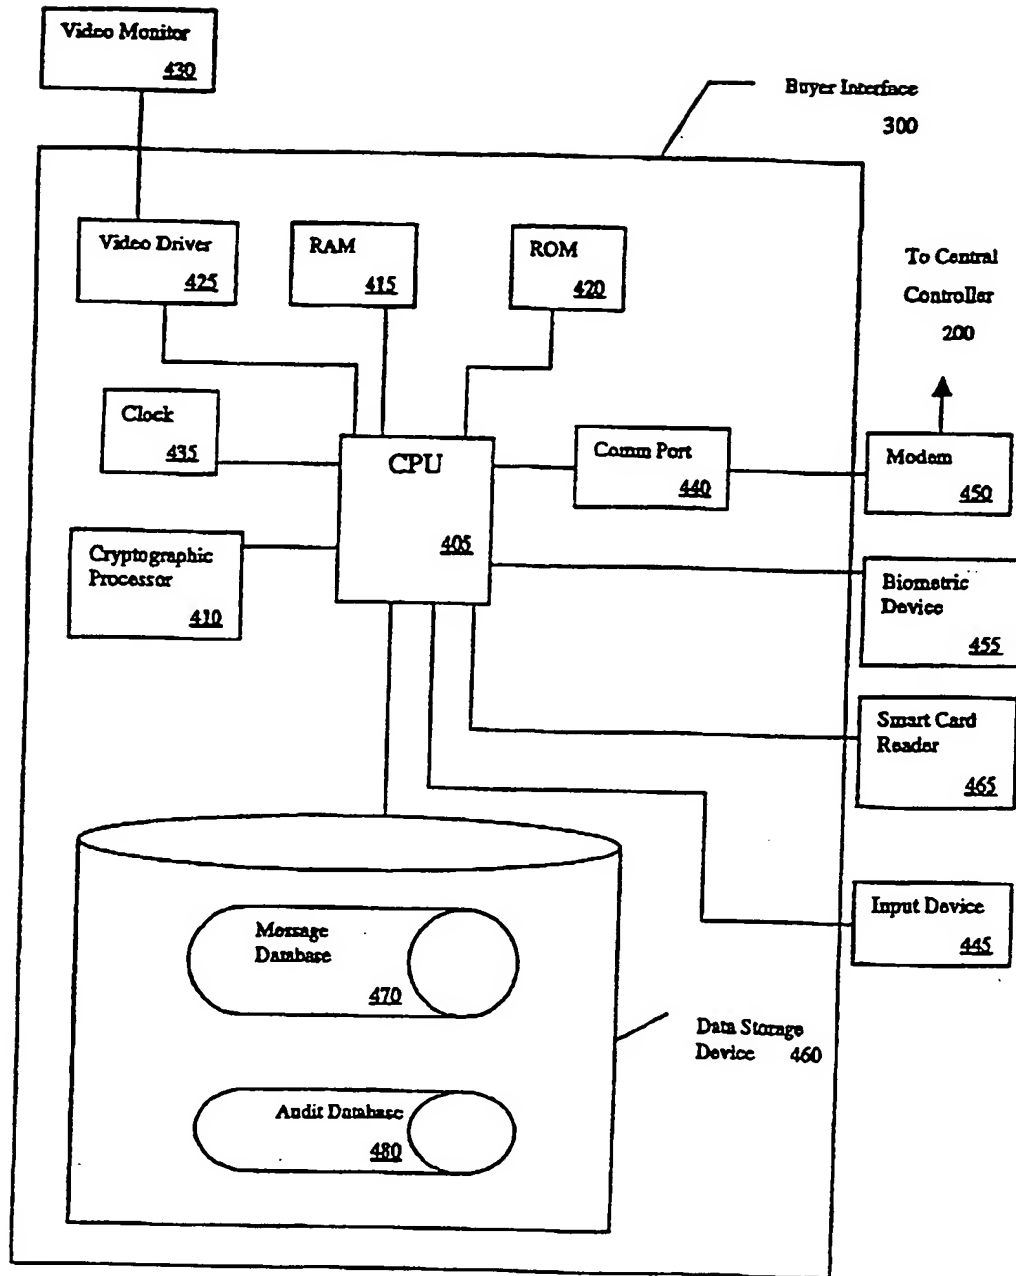 Video Monitor
430
Buyer Interface
300
Video Driver
425
RAM
415
ROM
420
To Central
Controller
200
Clock
435
CPU
405
Comm Port
440
Modem
450
Cryptographic
Processor
410
Biometric
Device
455
Smart Card
Reader
465
Input Device
445
Message
Database
470
Data Storage
Device 460
Audit Database
480